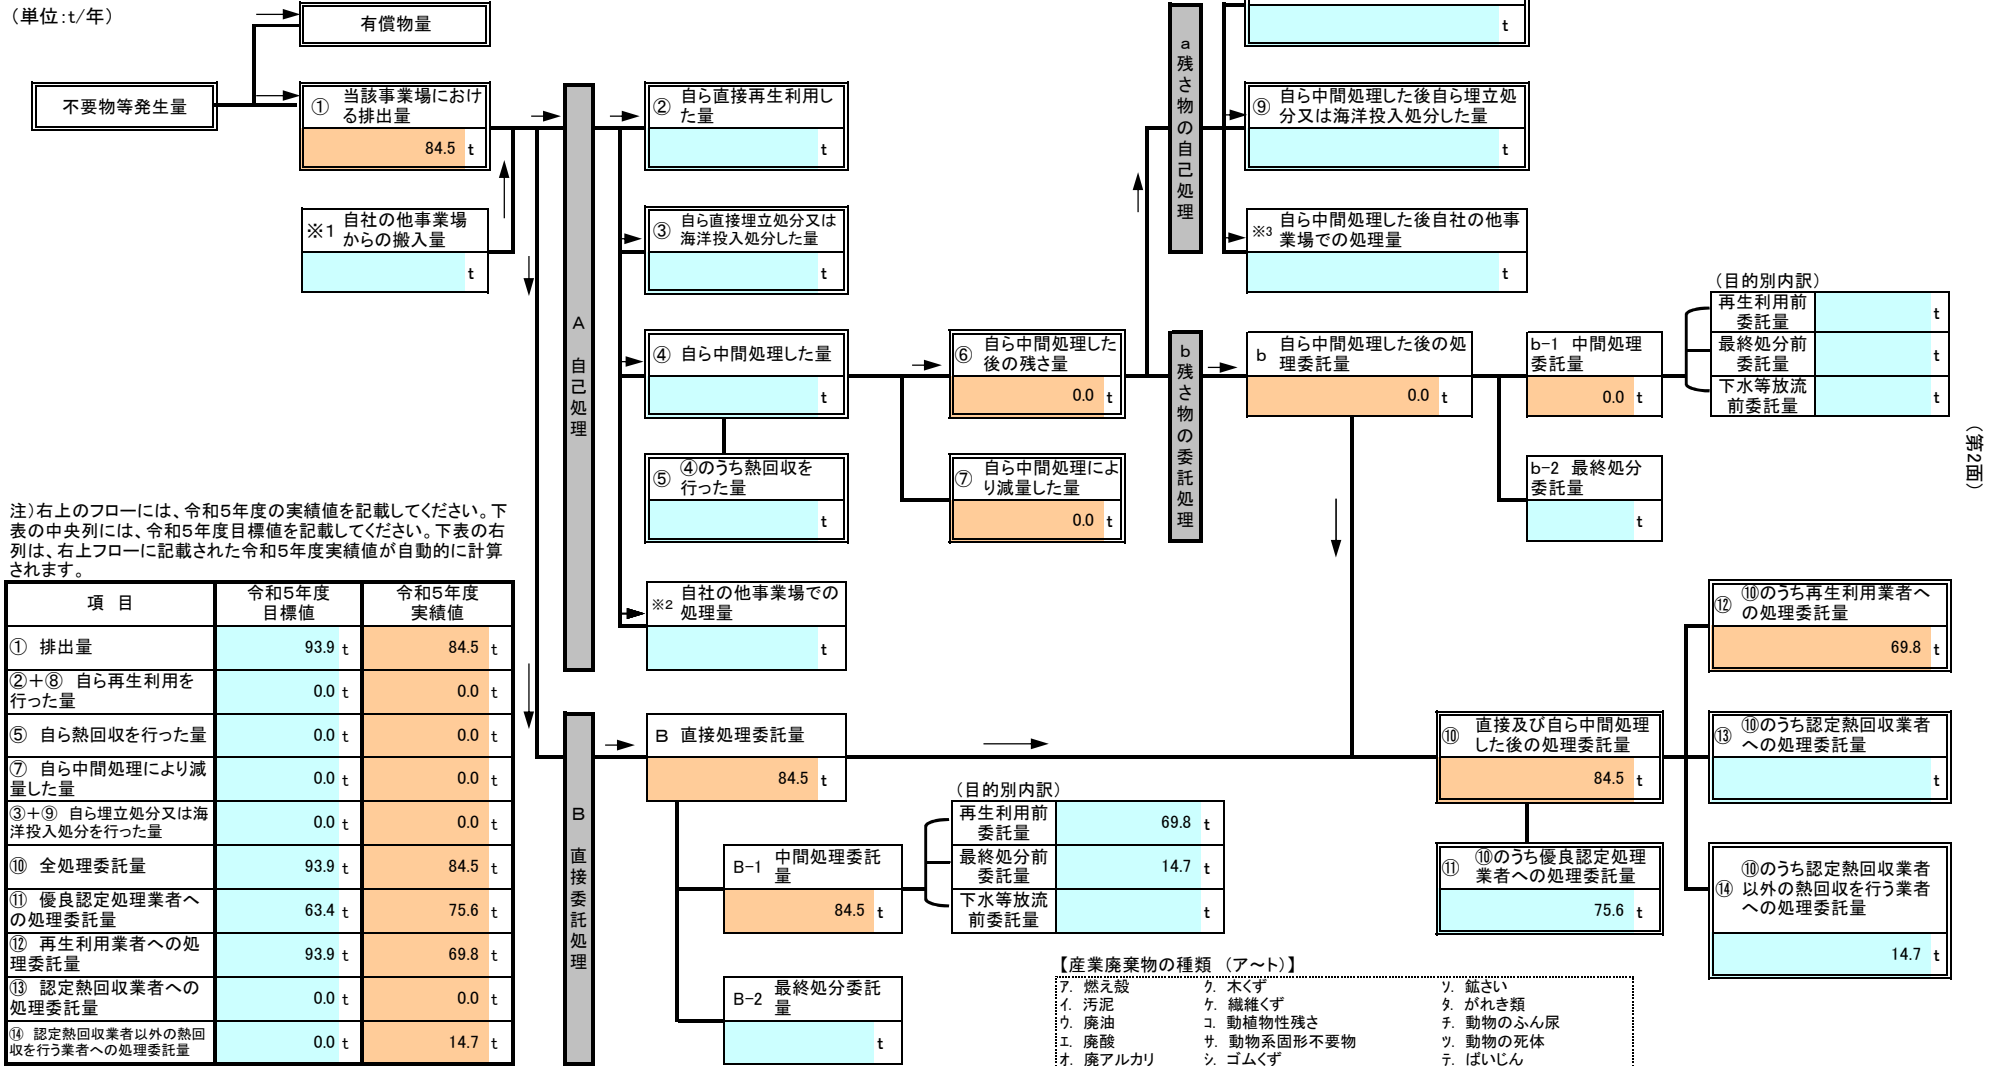 （単位:t/年）
有償物量
不要物等発生量
① 当該事業場におけ
る排出量
84.5 t
※1 自社の他事業場
からの搬入量
t
A 自己処理
② 自ら直接再生利用し
た量
t
③ 自ら直接埋立処分又は
海洋投入処分した量
t
④ 自ら中間処理した量
t
⑤ ④のうち熱回収を
行った量
t
※2 自社の他事業場での
処理量
t
⑥ 自ら中間処理した
後の残さ量
0.0 t
⑦ 自ら中間処理によ
り減量した量
0.0 t
a 残さ物の自己処理
t
⑨ 自ら中間処理した後自ら埋立処
分又は海洋投入処分した量
t
※3 自ら中間処理した後自社の他事
業場での処理量
t
b 残さ物の委託処理
b 自ら中間処理した後の処
理委託量
0.0 t
b-1 中間処理
委託量
0.0 t
b-2 最終処分
委託量
t
（目的別内訳）
再生利用前
委託量
t
最終処分前
委託量
t
下水等放流
前委託量
t
（第2面）
注）右上のフローには、令和5年度の実績値を記載してください。下
表の中央列には、令和5年度目標値を記載してください。下表の右
列は、右上フローに記載された令和5年度実績値が自動的に計算
されます。
項 目
令和5年度
目標値
令和5年度
実績値
① 排出量 93.9 t 84.5 t
②＋⑧ 自ら再生利用を
行った量 0.0 t 0.0 t
⑤ 自ら熱回収を行った量 0.0 t 0.0 t
⑦ 自ら中間処理により減
量した量 0.0 t 0.0 t
③＋⑨ 自ら埋立処分又は海
洋投入処分を行った量 0.0 t 0.0 t
⑩ 全処理委託量 93.9 t 84.5 t
⑪ 優良認定処理業者へ
の処理委託量 63.4 t 75.6 t
⑫ 再生利用業者への処
理委託量 93.9 t 69.8 t
⑬ 認定熱回収業者への
処理委託量 0.0 t 0.0 t
⑭ 認定熱回収業者以外の熱回
収を行う業者への処理委託量 0.0 t 14.7 t
B 直接委託処理
B 直接処理委託量
84.5 t
B-1 中間処理委託
量
84.5 t
B-2 最終処分委託
量
t
（目的別内訳）
再生利用前
委託量
69.8 t
最終処分前
委託量
14.7 t
下水等放流
前委託量
t
⑩ 直接及び自ら中間処理
した後の処理委託量
84.5 t
⑪ ⑩のうち優良認定処理
業者への処理委託量
75.6 t
⑫ ⑩のうち再生利用業者へ
の処理委託量
69.8 t
⑬ ⑩のうち認定熱回収業者
への処理委託量
t
⑭ ⑩のうち認定熱回収業者
以外の熱回収を行う業者
への処理委託量
14.7 t
【産業廃棄物の種類 （ア～ト）】
ア. 燃え殻 ク. 木くず ソ. 鉱さい
イ. 汚泥 ケ. 繊維くず タ. がれき類
ウ. 廃油 コ. 動植物性残さ チ. 動物のふん尿
エ. 廃酸 サ. 動物系固形不要物 ツ. 動物の死体
オ. 廃アルカリ シ. ゴムくず テ. ばいじん